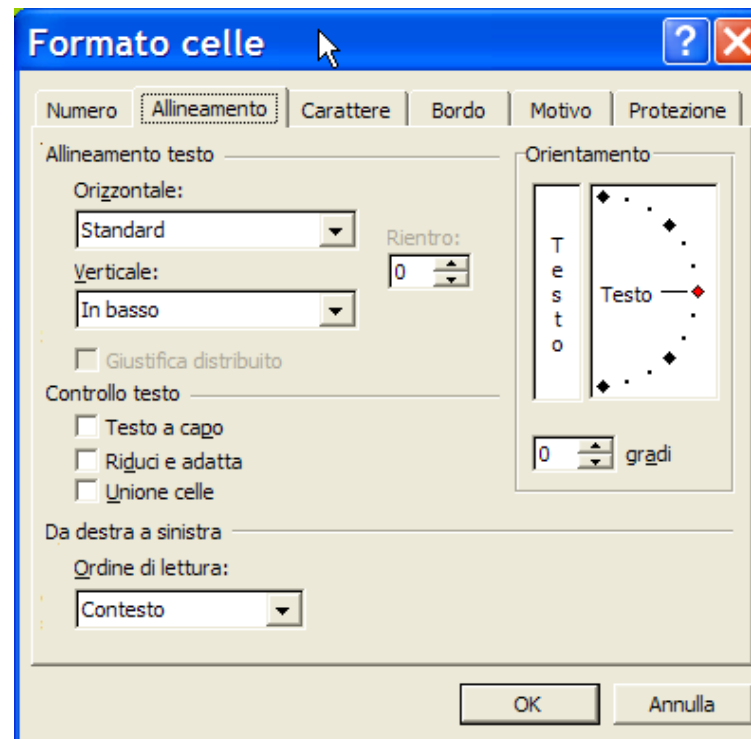 Formato celle
Numero Allineamento Carattere Bordo Motivo Protezione
Allineamento testo
Orizzontale:
Standard
Rientro:
0
Verticale:
In basso
Giustifica distribuito
Controllo testo
Testo a capo
Riduci e adatta
Unione celle
Da destra a sinistra
Ordine di lettura:
Contesto
Orientamento
Testo
Testo
0 gradi
OK Annulla